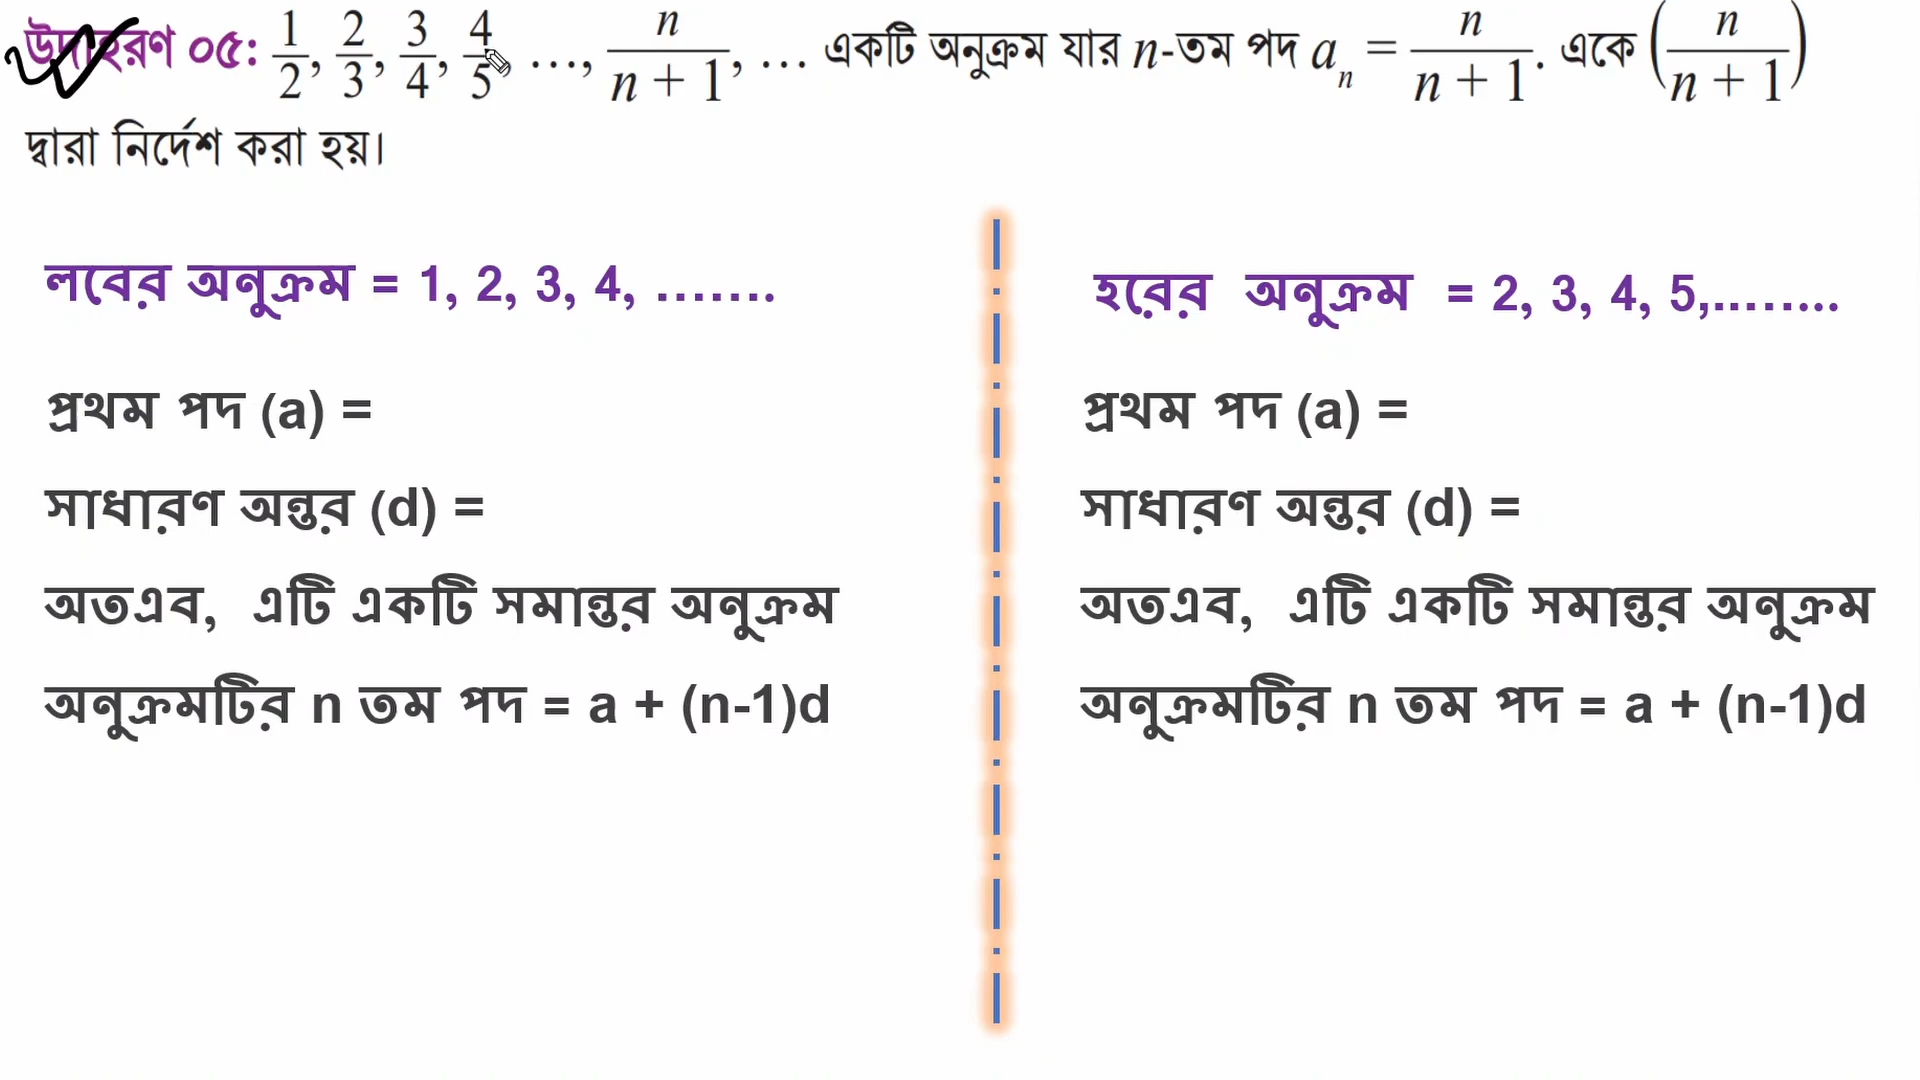 উদাহরণ ০৫: 1/2, 2/3, 3/4, 4/5, …, n/(n + 1), … একটি অনুক্রম যার n-তম পদ aₙ = n/(n + 1). একে (n/(n + 1))
দ্বারা নির্দেশ করা হয়।
লবের অনুক্রম = 1, 2, 3, 4, …….
প্রথম পদ (a) =
সাধারণ অন্তর (d) =
অতএব, এটি একটি সমান্তর অনুক্রম
অনুক্রমটির n তম পদ = a + (n-1)d
হরের অনুক্রম = 2, 3, 4, 5,……...
প্রথম পদ (a) =
সাধারণ অন্তর (d) =
অতএব, এটি একটি সমান্তর অনুক্রম
অনুক্রমটির n তম পদ = a + (n-1)d